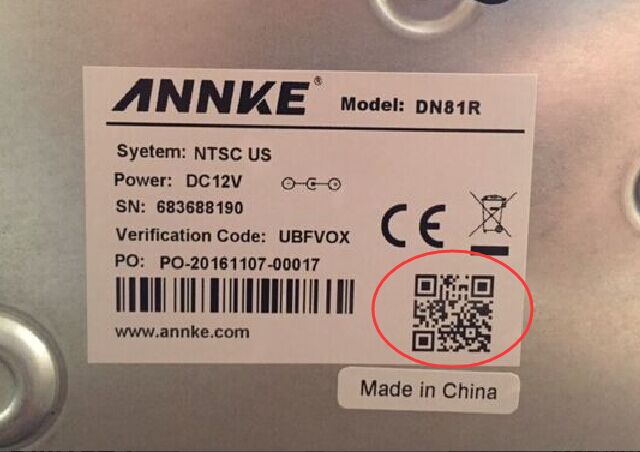 ANNKE® Model: DN81R
Syetem: NTSC US
Power: DC12V
SN: 683688190
Verification Code: UBFVOX
PO: PO-20161107-00017
www.annke.com
CE
Made in China